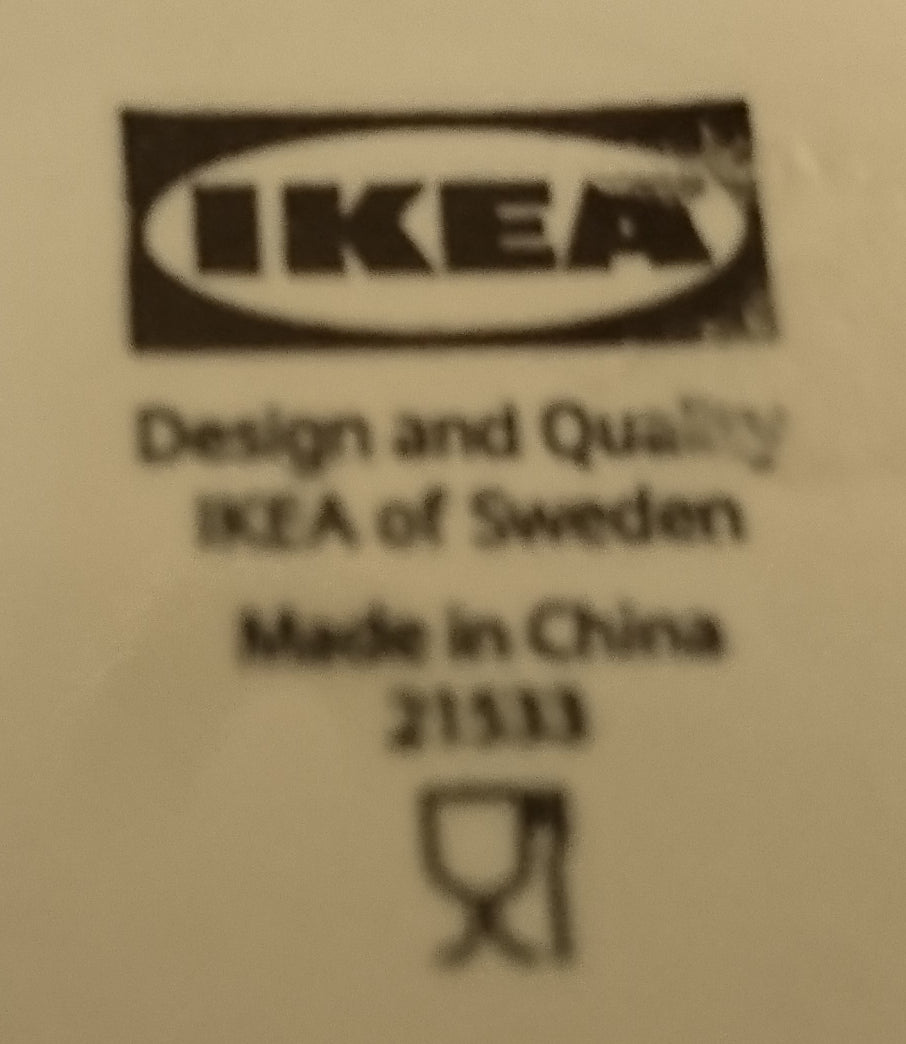 IKEA
Design and Quality
IKEA of Sweden
Made in China
21533